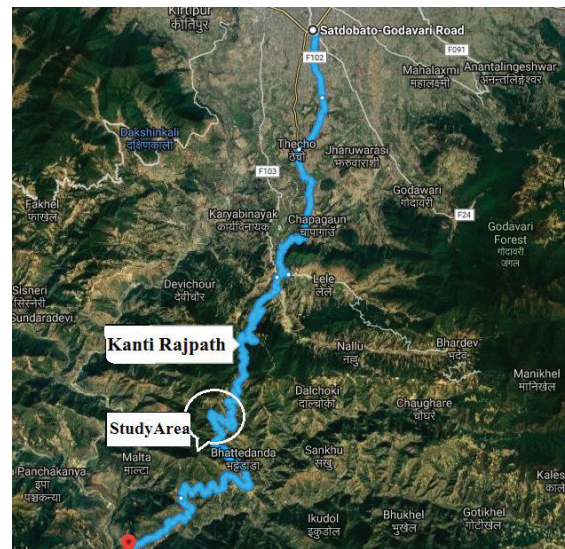 Kirtipur
कीर्तिपुर
Satdobato-Godavari Road
F102
F091
Mahalaxmi
महालक्ष्मी
Anantalingeshwar
अनन्तलिङ्गेश्वर
Dakshinkali
दक्षिणकाली
Thecho
ठेचो
Jharuwarasi
झरुवाराशी
F103
Godawari
गोदावरी
Fakhel
फाखेल
Karyabinayak
कार्यविनायक
Chapagaun
चापागाउँ
F24
Godavari
Forest
गोदावरी
जंगल
Lele
लेले
Devichour
देवीचौर
Sisneri
सिस्नेरी
Sundaradevi
Kanti Rajpath
Nallu
नल्लु
Bhardev
भर्देव
Manikhel
मानिखेल
Dalchoki
दाल्चोकी
Chaughare
चौघरे
StudyArea
Malta
माल्टा
Bhattedanda
भट्टेडाँडा
Sankhu
संखु
Panchakanya
इपा
पञ्चकन्या
Kales
काले
Ikudol
इकुडोल
Bhukhel
भुखेल
Gotikhel
गोटीखेल